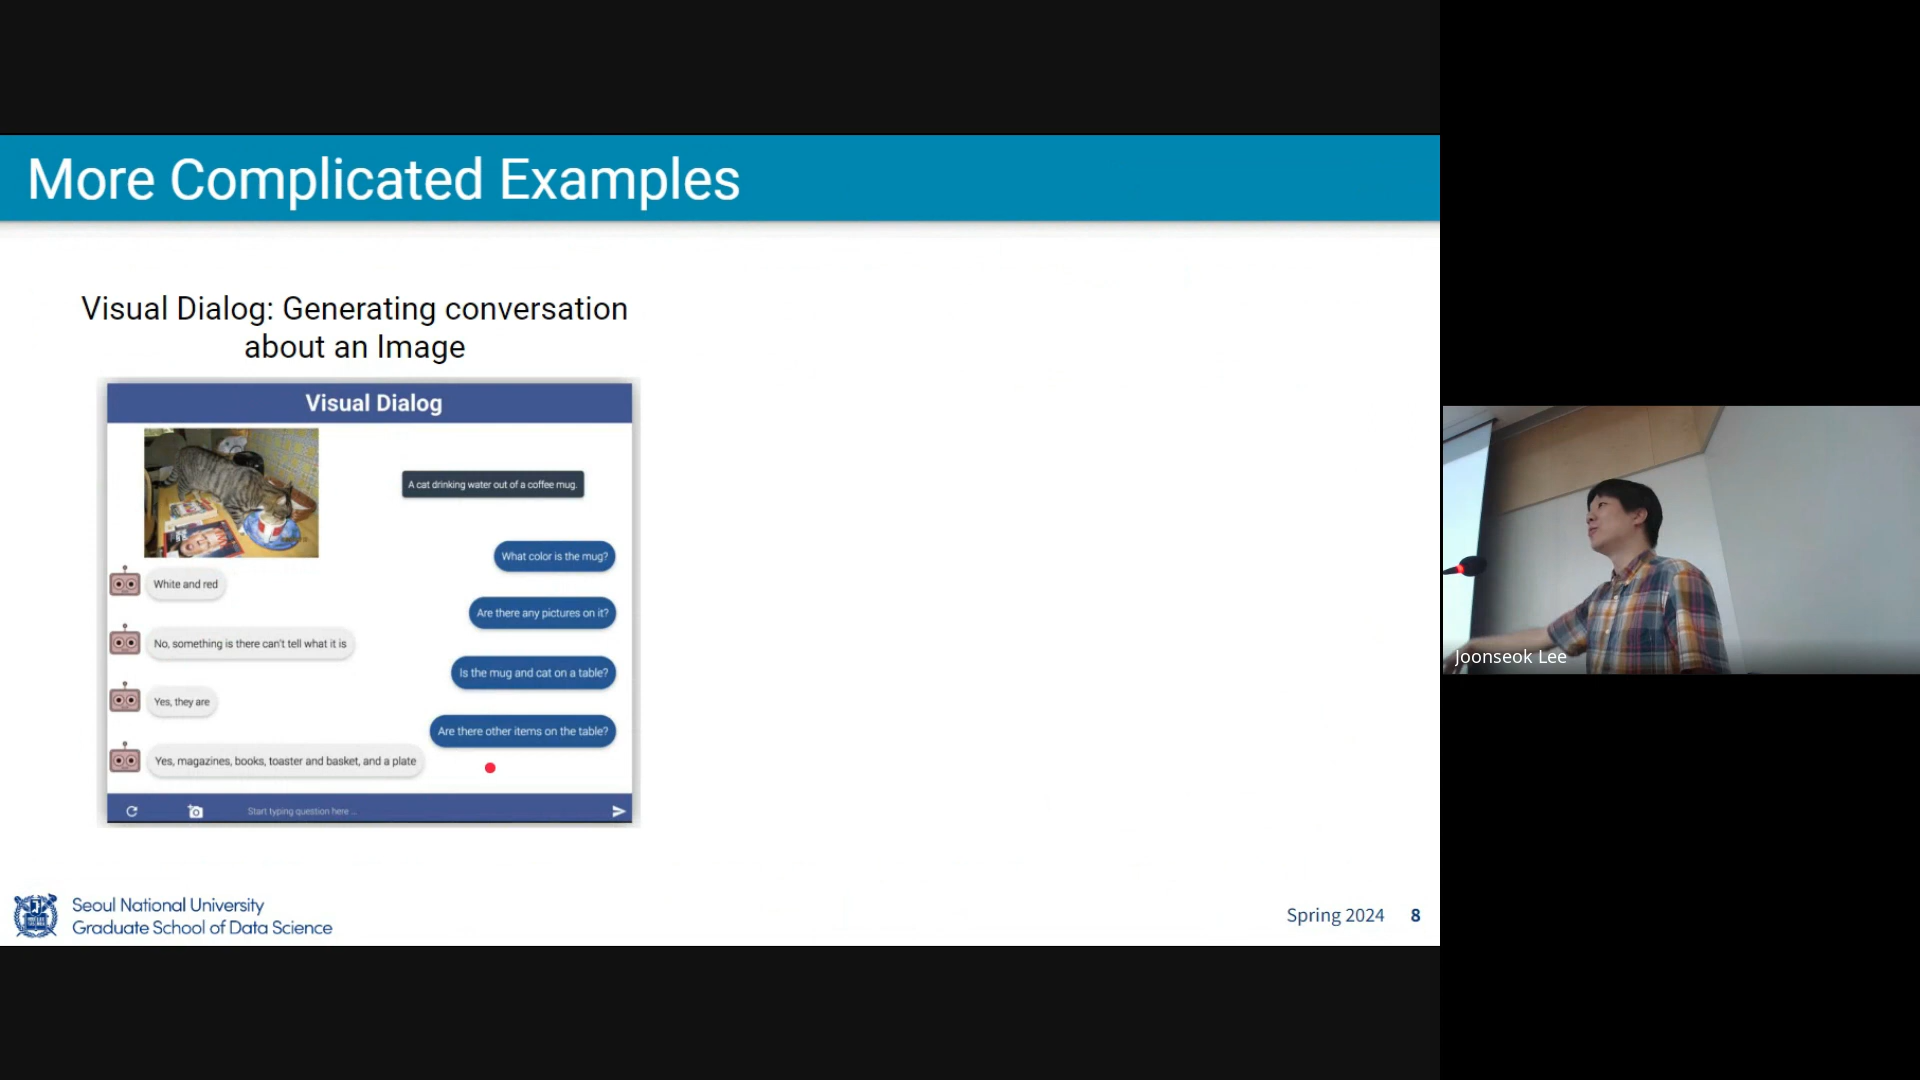 More Complicated Examples
Visual Dialog: Generating conversation
about an Image
Visual Dialog
A cat drinking water out of a coffee mug.
What color is the mug?
White and red
Are there any pictures on it?
No, something is there can't tell what it is
Is the mug and cat on a table?
Yes, they are
Are there other items on the table?
Yes, magazines, books, toaster and basket, and a plate
Start typing question here ...
Seoul National University
Graduate School of Data Science
Spring 2024 8
Joonseok Lee